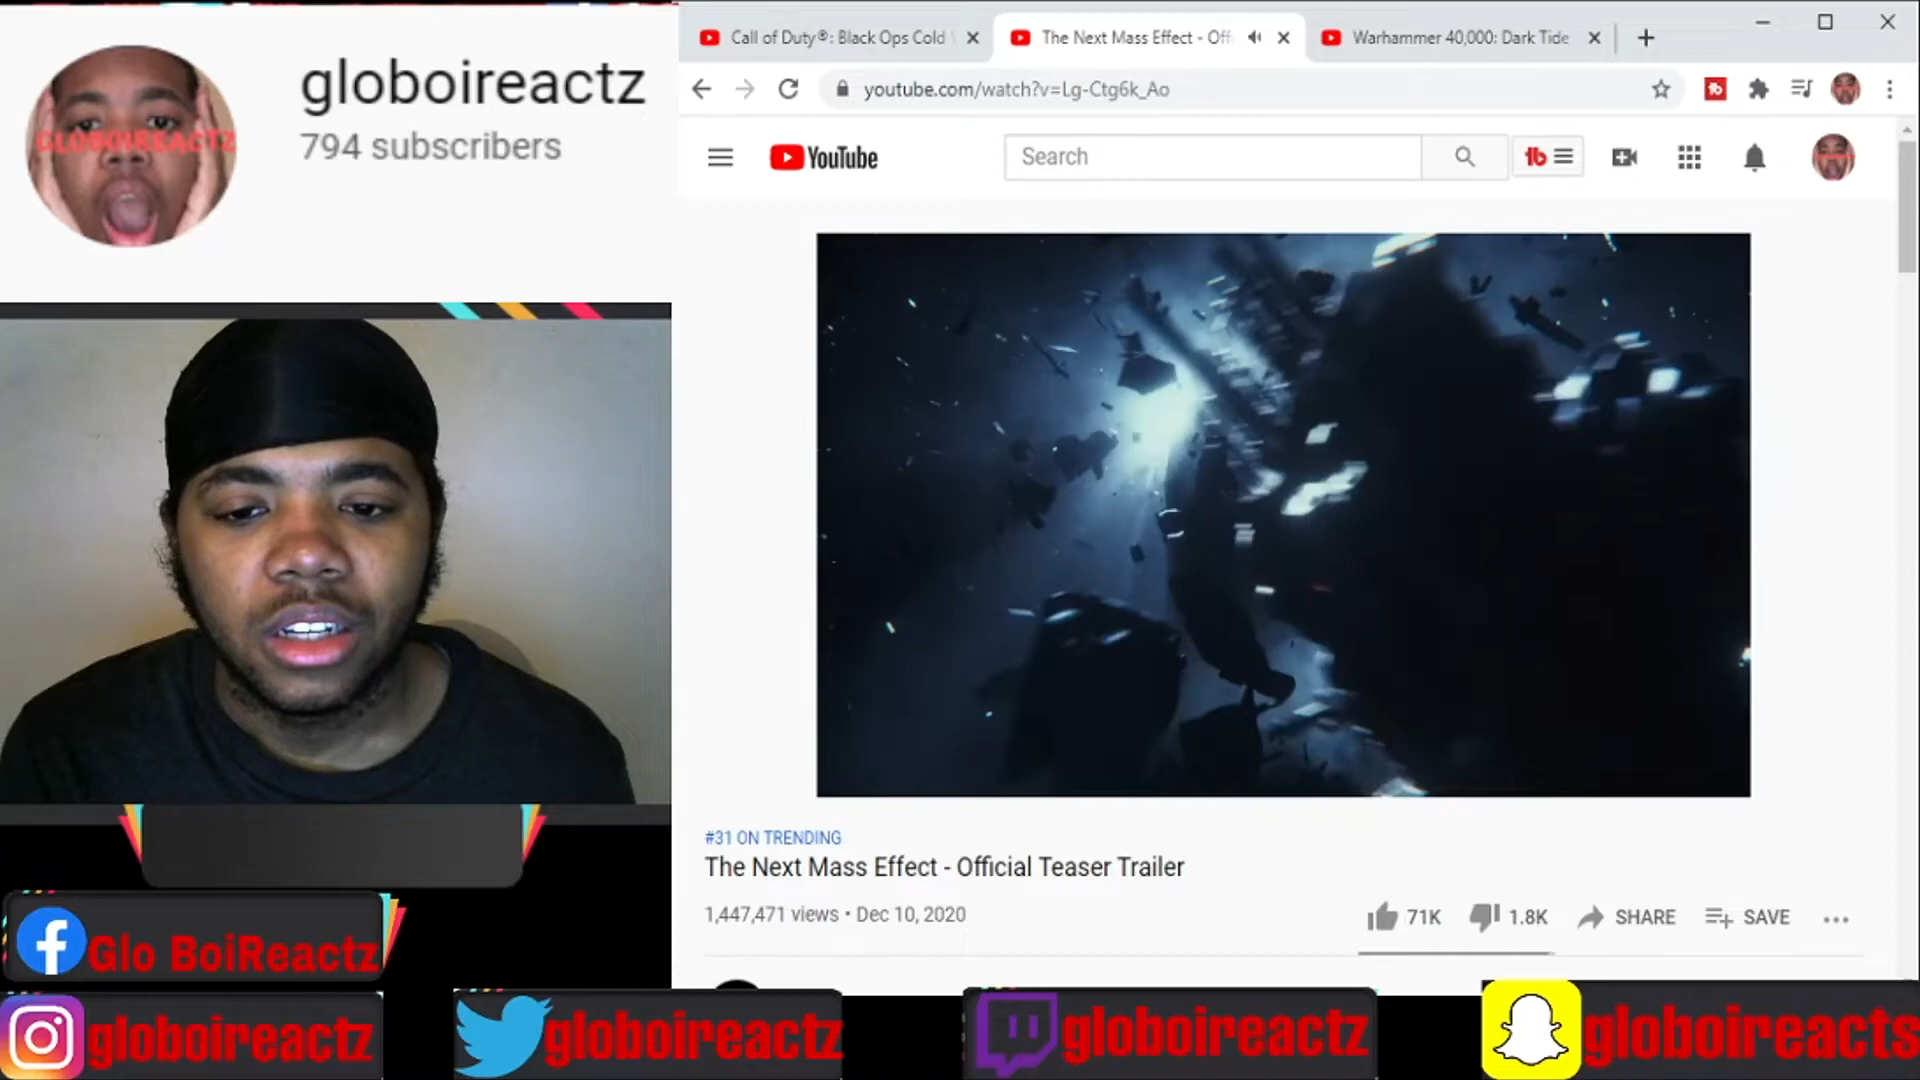 globoireactz
794 subscribers
GLOBOIREACTZ
Call of Duty®: Black Ops Cold
The Next Mass Effect - Off
Warhammer 40,000: Dark Tide
youtube.com/watch?v=Lg-Ctg6k_Ao
YouTube
Search
#31 ON TRENDING
The Next Mass Effect - Official Teaser Trailer
1,447,471 views • Dec 10, 2020
71K
1.8K
SHARE
SAVE
Glo BoiReactz
globoireactz
globoireactz
globoireactz
globoireacts